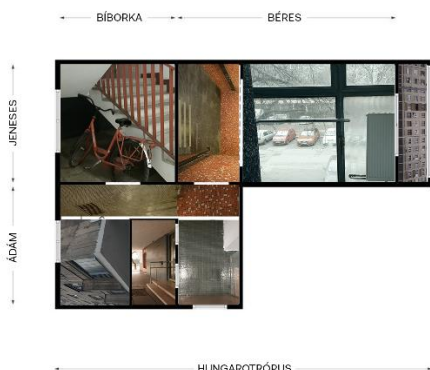 BÍBORKA
BÉRES
JENESES
ÁDÁM
HUNGAROTRÓPUS